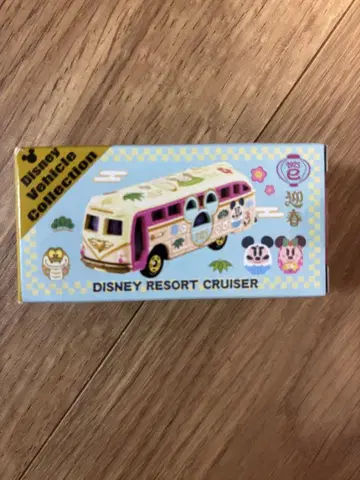 Disney
Vehicle
Collection
迎
春
DISNEY RESORT CRUISER